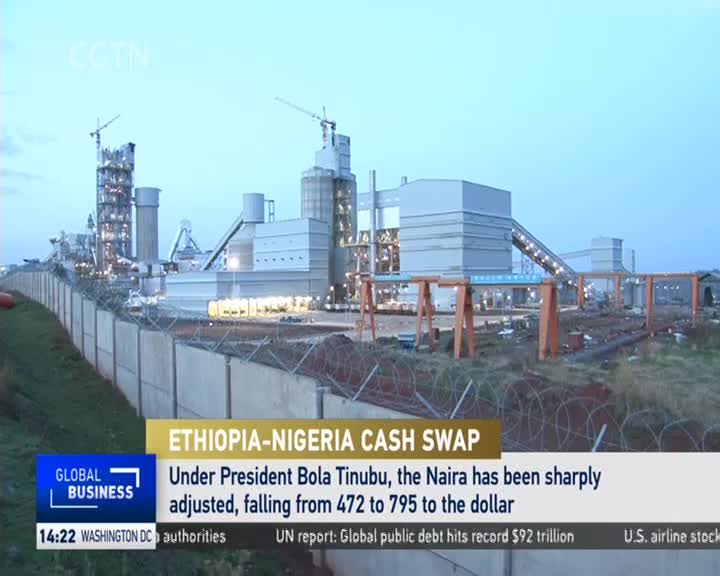 CCTN
ETHIOPIA-NIGERIA CASH SWAP
GLOBAL
BUSINESS
Under President Bola Tinubu, the Naira has been sharply
adjusted, falling from 472 to 795 to the dollar
14:22 WASHINGTON DC authorities UN report: Global public debt hits record $92 trillion U.S. airline stock